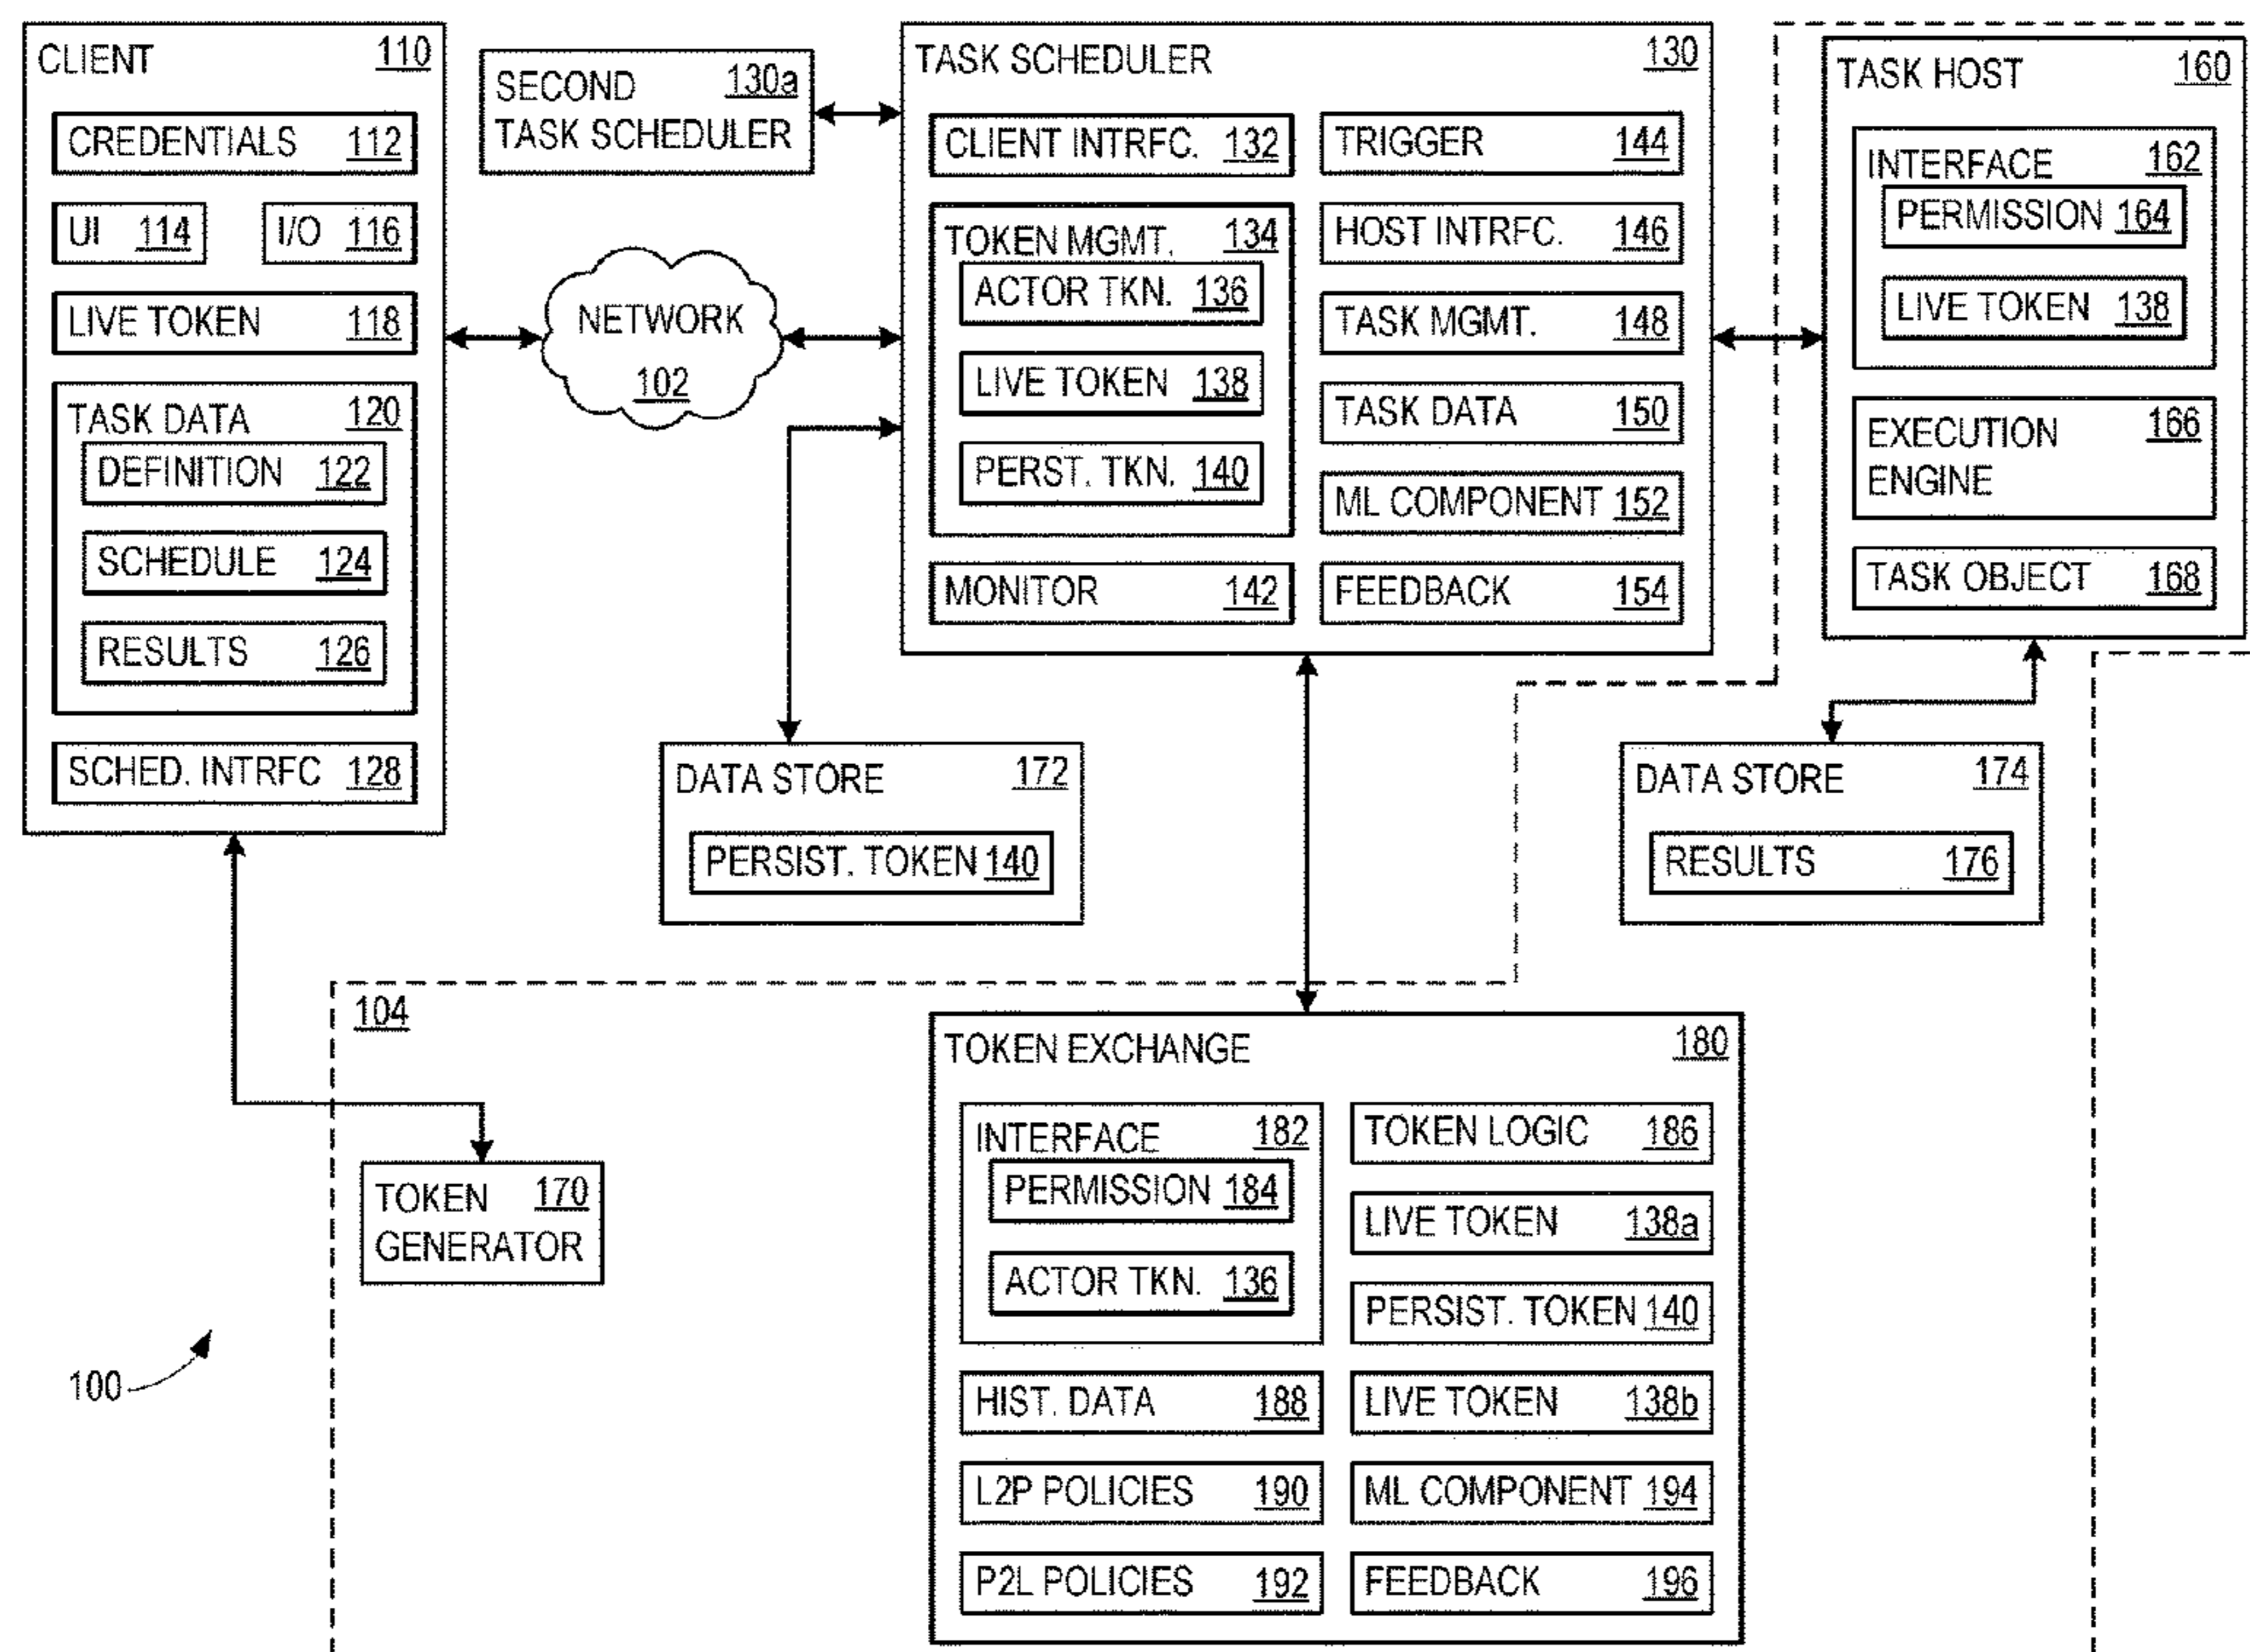 CLIENT 110
CREDENTIALS 112
UI 114
I/O 116
LIVE TOKEN 118
TASK DATA 120
DEFINITION 122
SCHEDULE 124
RESULTS 126
SCHED. INTRFC 128
SECOND 130a
TASK SCHEDULER
NETWORK
102
TASK SCHEDULER 130
CLIENT INTRFC. 132
TOKEN MGMT. 134
ACTOR TKN. 136
LIVE TOKEN 138
PERST. TKN. 140
MONITOR 142
TRIGGER 144
HOST INTRFC. 146
TASK MGMT. 148
TASK DATA 150
ML COMPONENT 152
FEEDBACK 154
TASK HOST 160
INTERFACE 162
PERMISSION 164
LIVE TOKEN 138
EXECUTION 166
ENGINE
TASK OBJECT 168
DATA STORE 172
PERSIST. TOKEN 140
DATA STORE 174
RESULTS 176
104
TOKEN 170
GENERATOR
100
TOKEN EXCHANGE 180
INTERFACE 182
PERMISSION 184
ACTOR TKN. 136
HIST. DATA 188
L2P POLICIES 190
P2L POLICIES 192
TOKEN LOGIC 186
LIVE TOKEN 138a
PERSIST. TOKEN 140
LIVE TOKEN 138b
ML COMPONENT 194
FEEDBACK 196